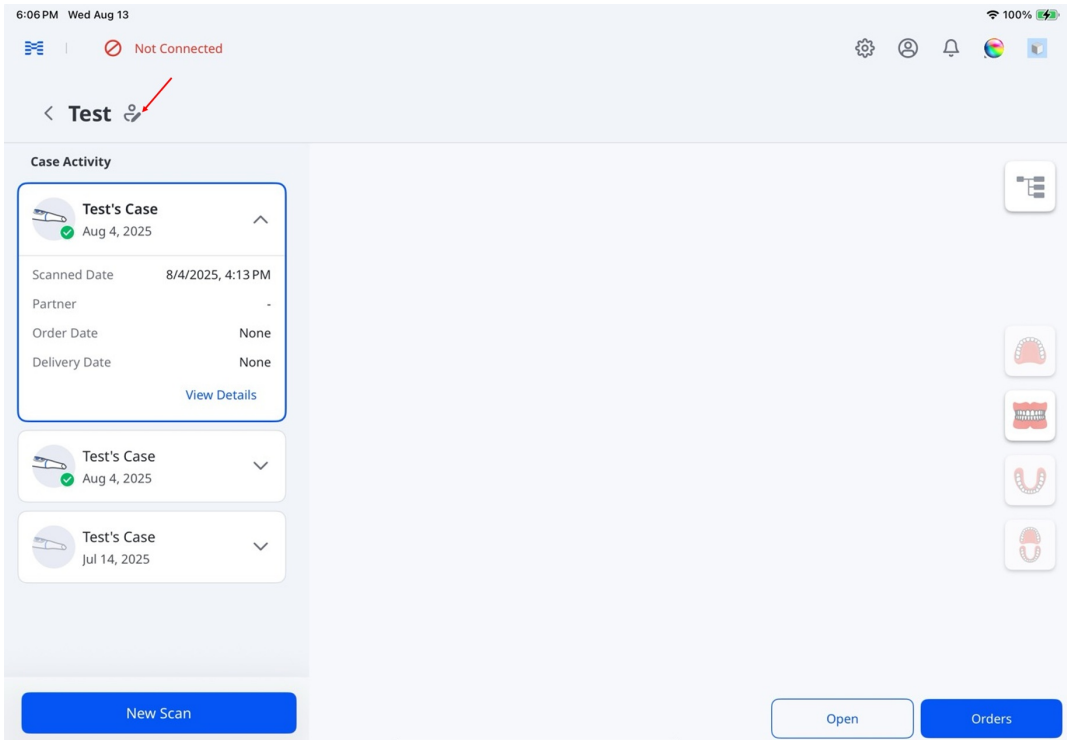 6:06 PM Wed Aug 13
100%
Not Connected
Test
Case Activity
Test's Case
Aug 4, 2025
Scanned Date 8/4/2025, 4:13 PM
Partner -
Order Date None
Delivery Date None
View Details
Test's Case
Aug 4, 2025
Test's Case
Jul 14, 2025
New Scan
Open
Orders